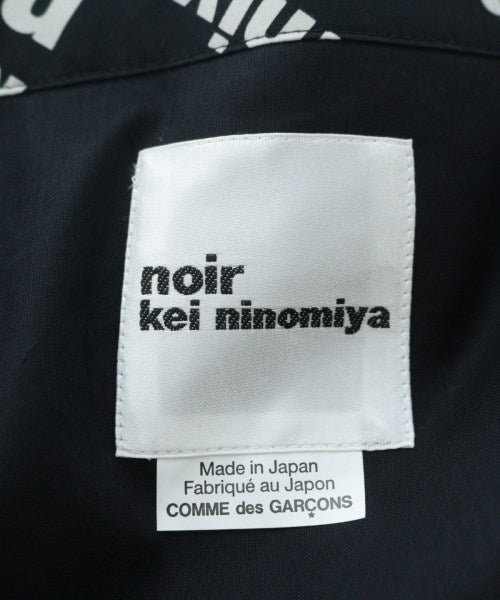 noir
kei ninomiya
Made in Japan
Fabriqué au Japon
COMME des GARÇONS